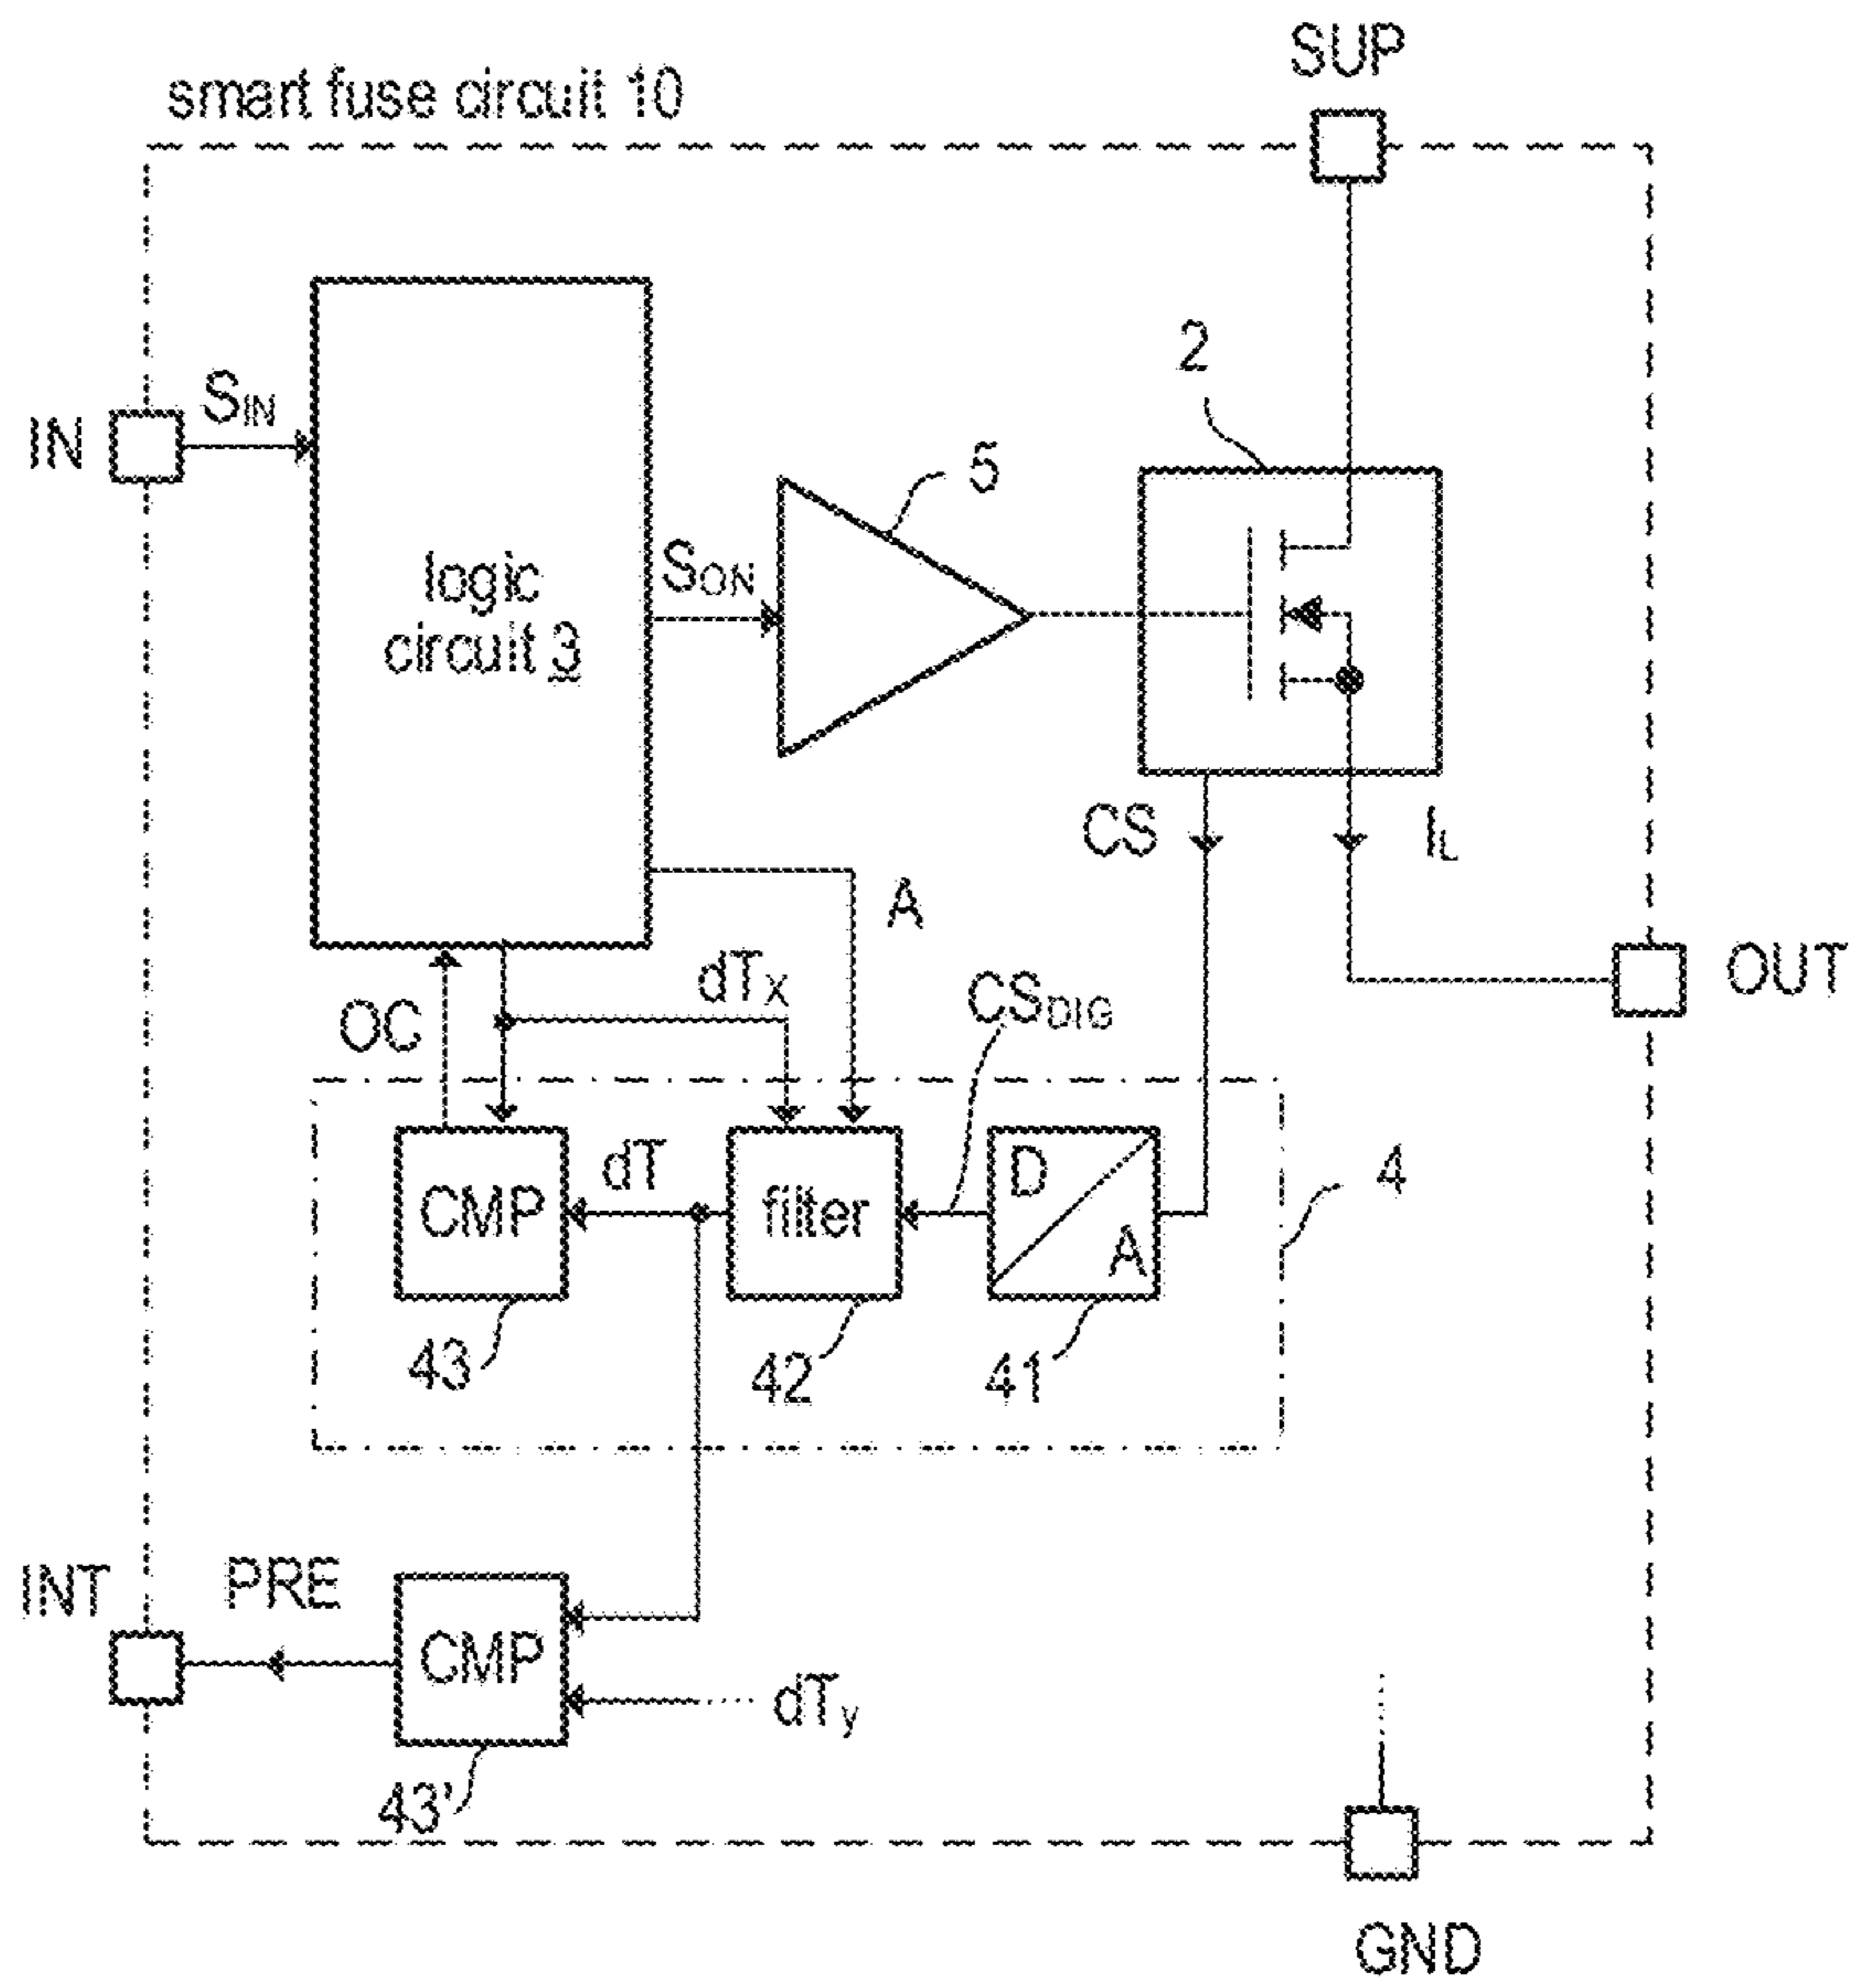 SUP
smart fuse circuit 10
2
IN
SIN
5
logic
circuit 3
SON
CS
IL
A
dTX
CSDIG
OUT
OC
4
CMP
dT
filter
D
A
43
42
41
INT
PRE
CMP
dTy
43'
GND